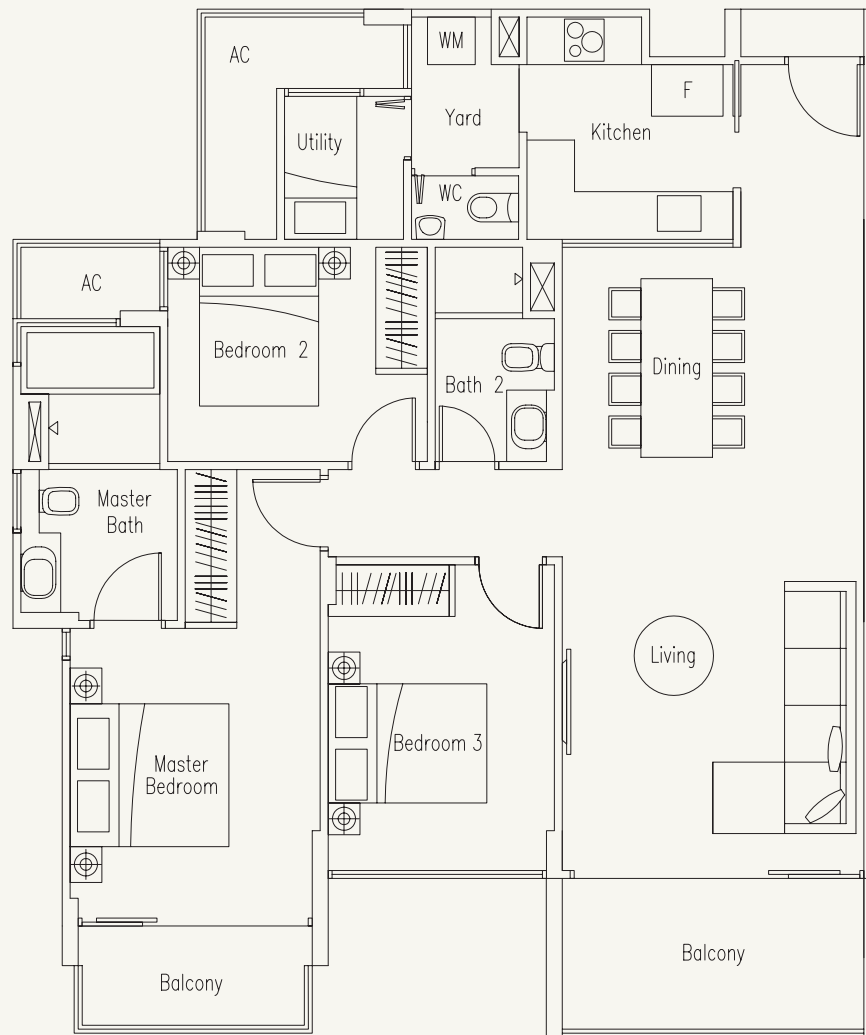 AC
WM
Yard
Utility
WC
Kitchen
F
AC
Bedroom 2
Bath 2
Dining
Master
Bath
Living
Master
Bedroom
Bedroom 3
Balcony
Balcony